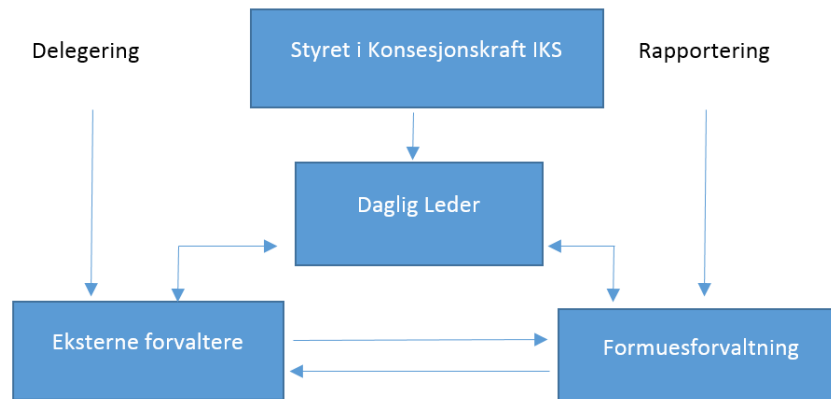 Delegering
Styret i Konsesjonskraft IKS
Rapportering
Daglig Leder
Eksterne forvaltere
Formuesforvaltning